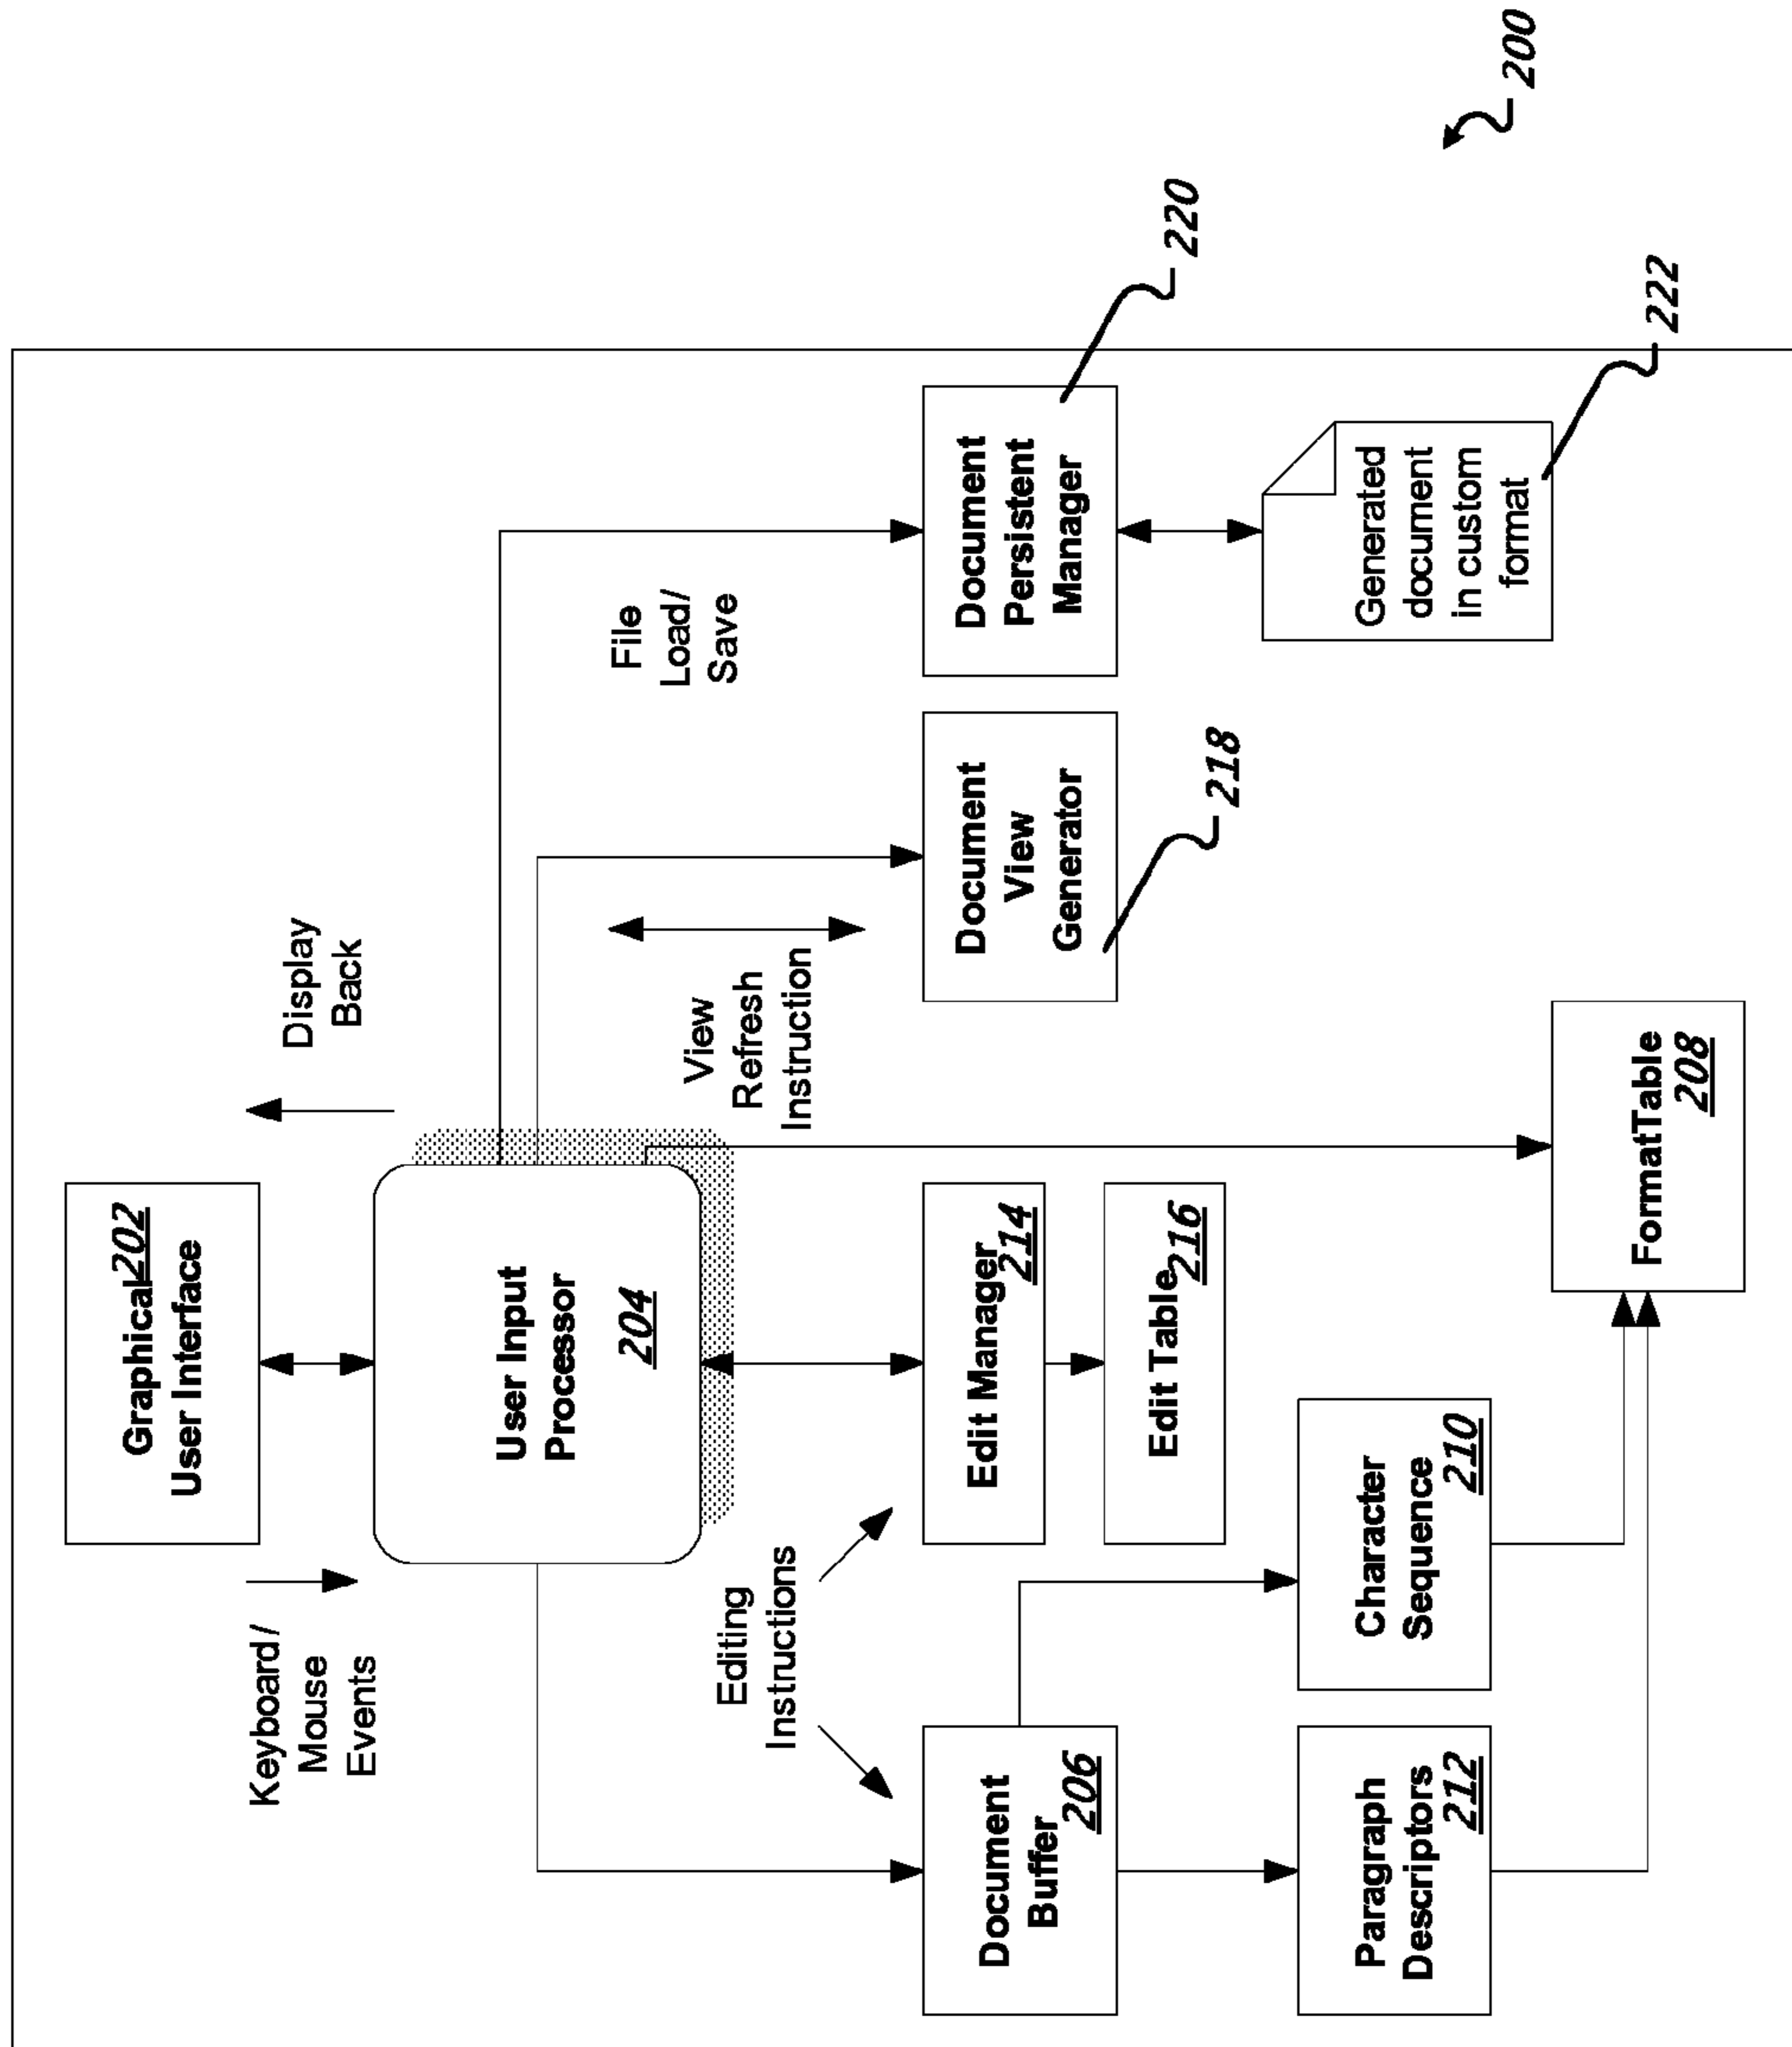 Graphical
202
User Interface
Keyboard/
Mouse
Events
Display
Back
User Input
Processor
204
File
Load/
Save
View
Refresh
Instruction
Editing
Instructions
Document
Buffer
206
Edit Manager
214
Edit Table
216
Document
View
Generator
218
Document
Persistent
Manager
220
Paragraph
Descriptors
212
Character
Sequence
210
FormatTable
208
Generated
document
in custom
format
222
200